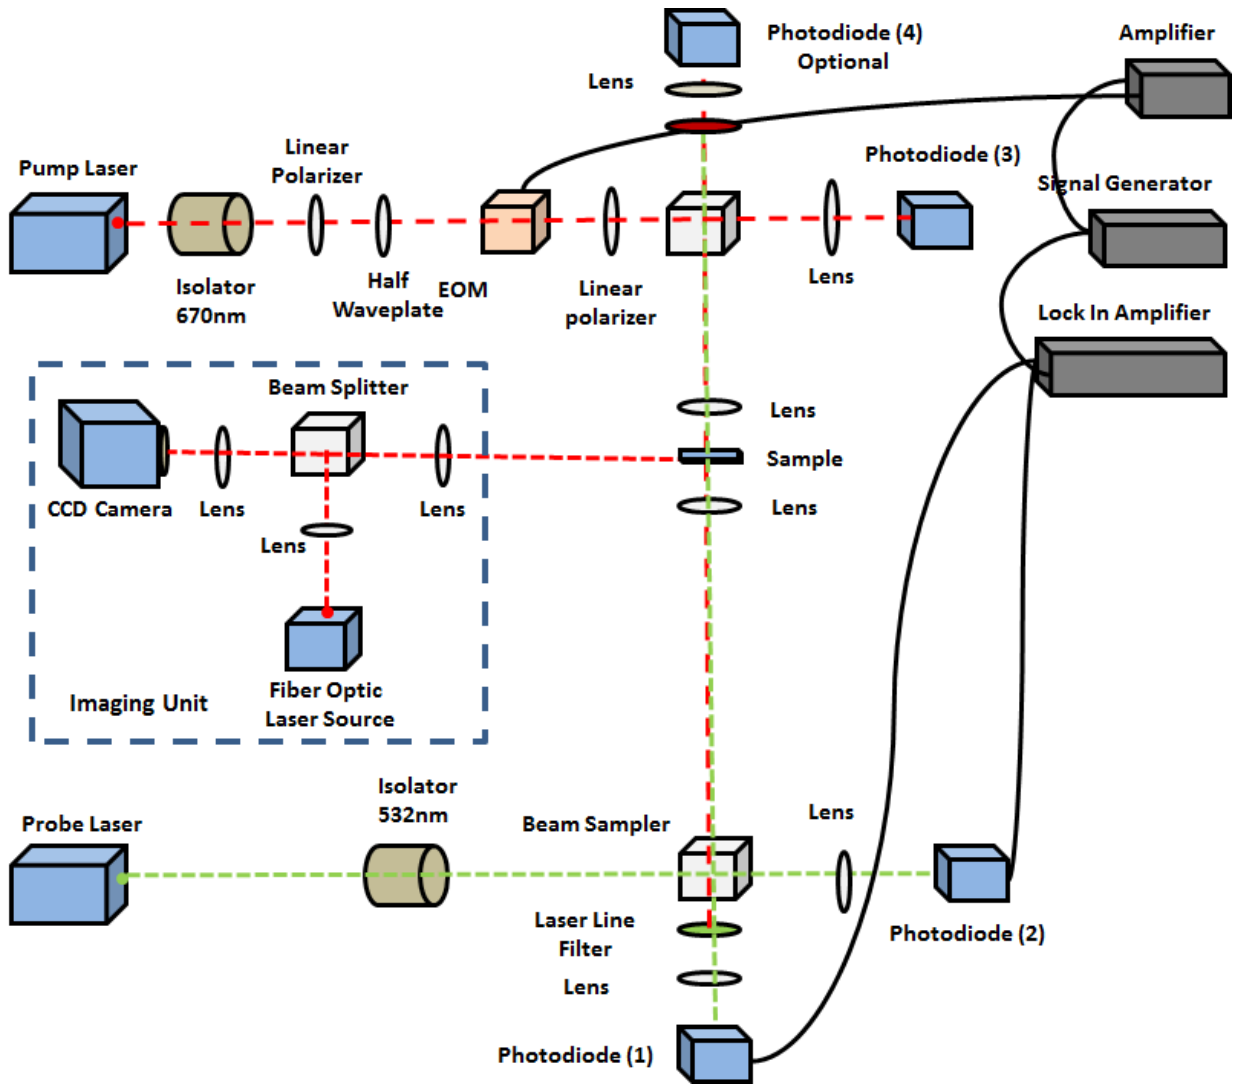 Photodiode (4)
Optional
Amplifier
Lens
Linear
Polarizer
Photodiode (3)
Pump Laser
Signal Generator
Isolator
670nm
Half
Waveplate
EOM
Linear
polarizer
Lens
Lock In Amplifier
Beam Splitter
Lens
Sample
CCD Camera
Lens
Lens
Lens
Lens
Fiber Optic
Laser Source
Imaging Unit
Isolator
532nm
Probe Laser
Beam Sampler
Lens
Laser Line
Filter
Photodiode (2)
Lens
Photodiode (1)